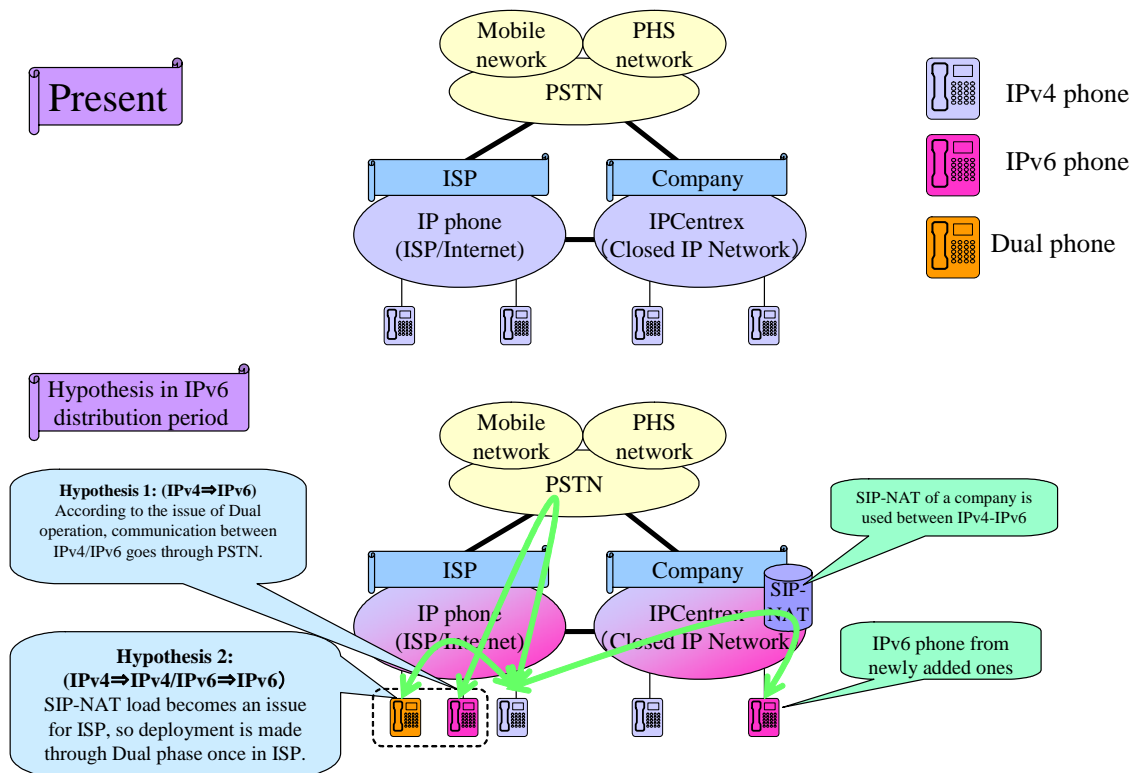 Present
Mobile
nework
PHS
network
PSTN
ISP
Company
IP phone
(ISP/Internet)
IPCentrex
(Closed IP Network)
IPv4 phone
IPv6 phone
Dual phone
Hypothesis in IPv6
distribution period
Mobile
network
PHS
network
PSTN
Hypothesis 1: (IPv4⇒IPv6)
According to the issue of Dual
operation, communication between
IPv4/IPv6 goes through PSTN.
SIP-NAT of a company is
used between IPv4-IPv6
ISP
Company
SIP-
NAT
IP phone
(ISP/Internet)
IPCentrex
(Closed IP Network)
Hypothesis 2:
(IPv4⇒IPv4/IPv6⇒IPv6)
SIP-NAT load becomes an issue
for ISP, so deployment is made
through Dual phase once in ISP.
IPv6 phone from
newly added ones